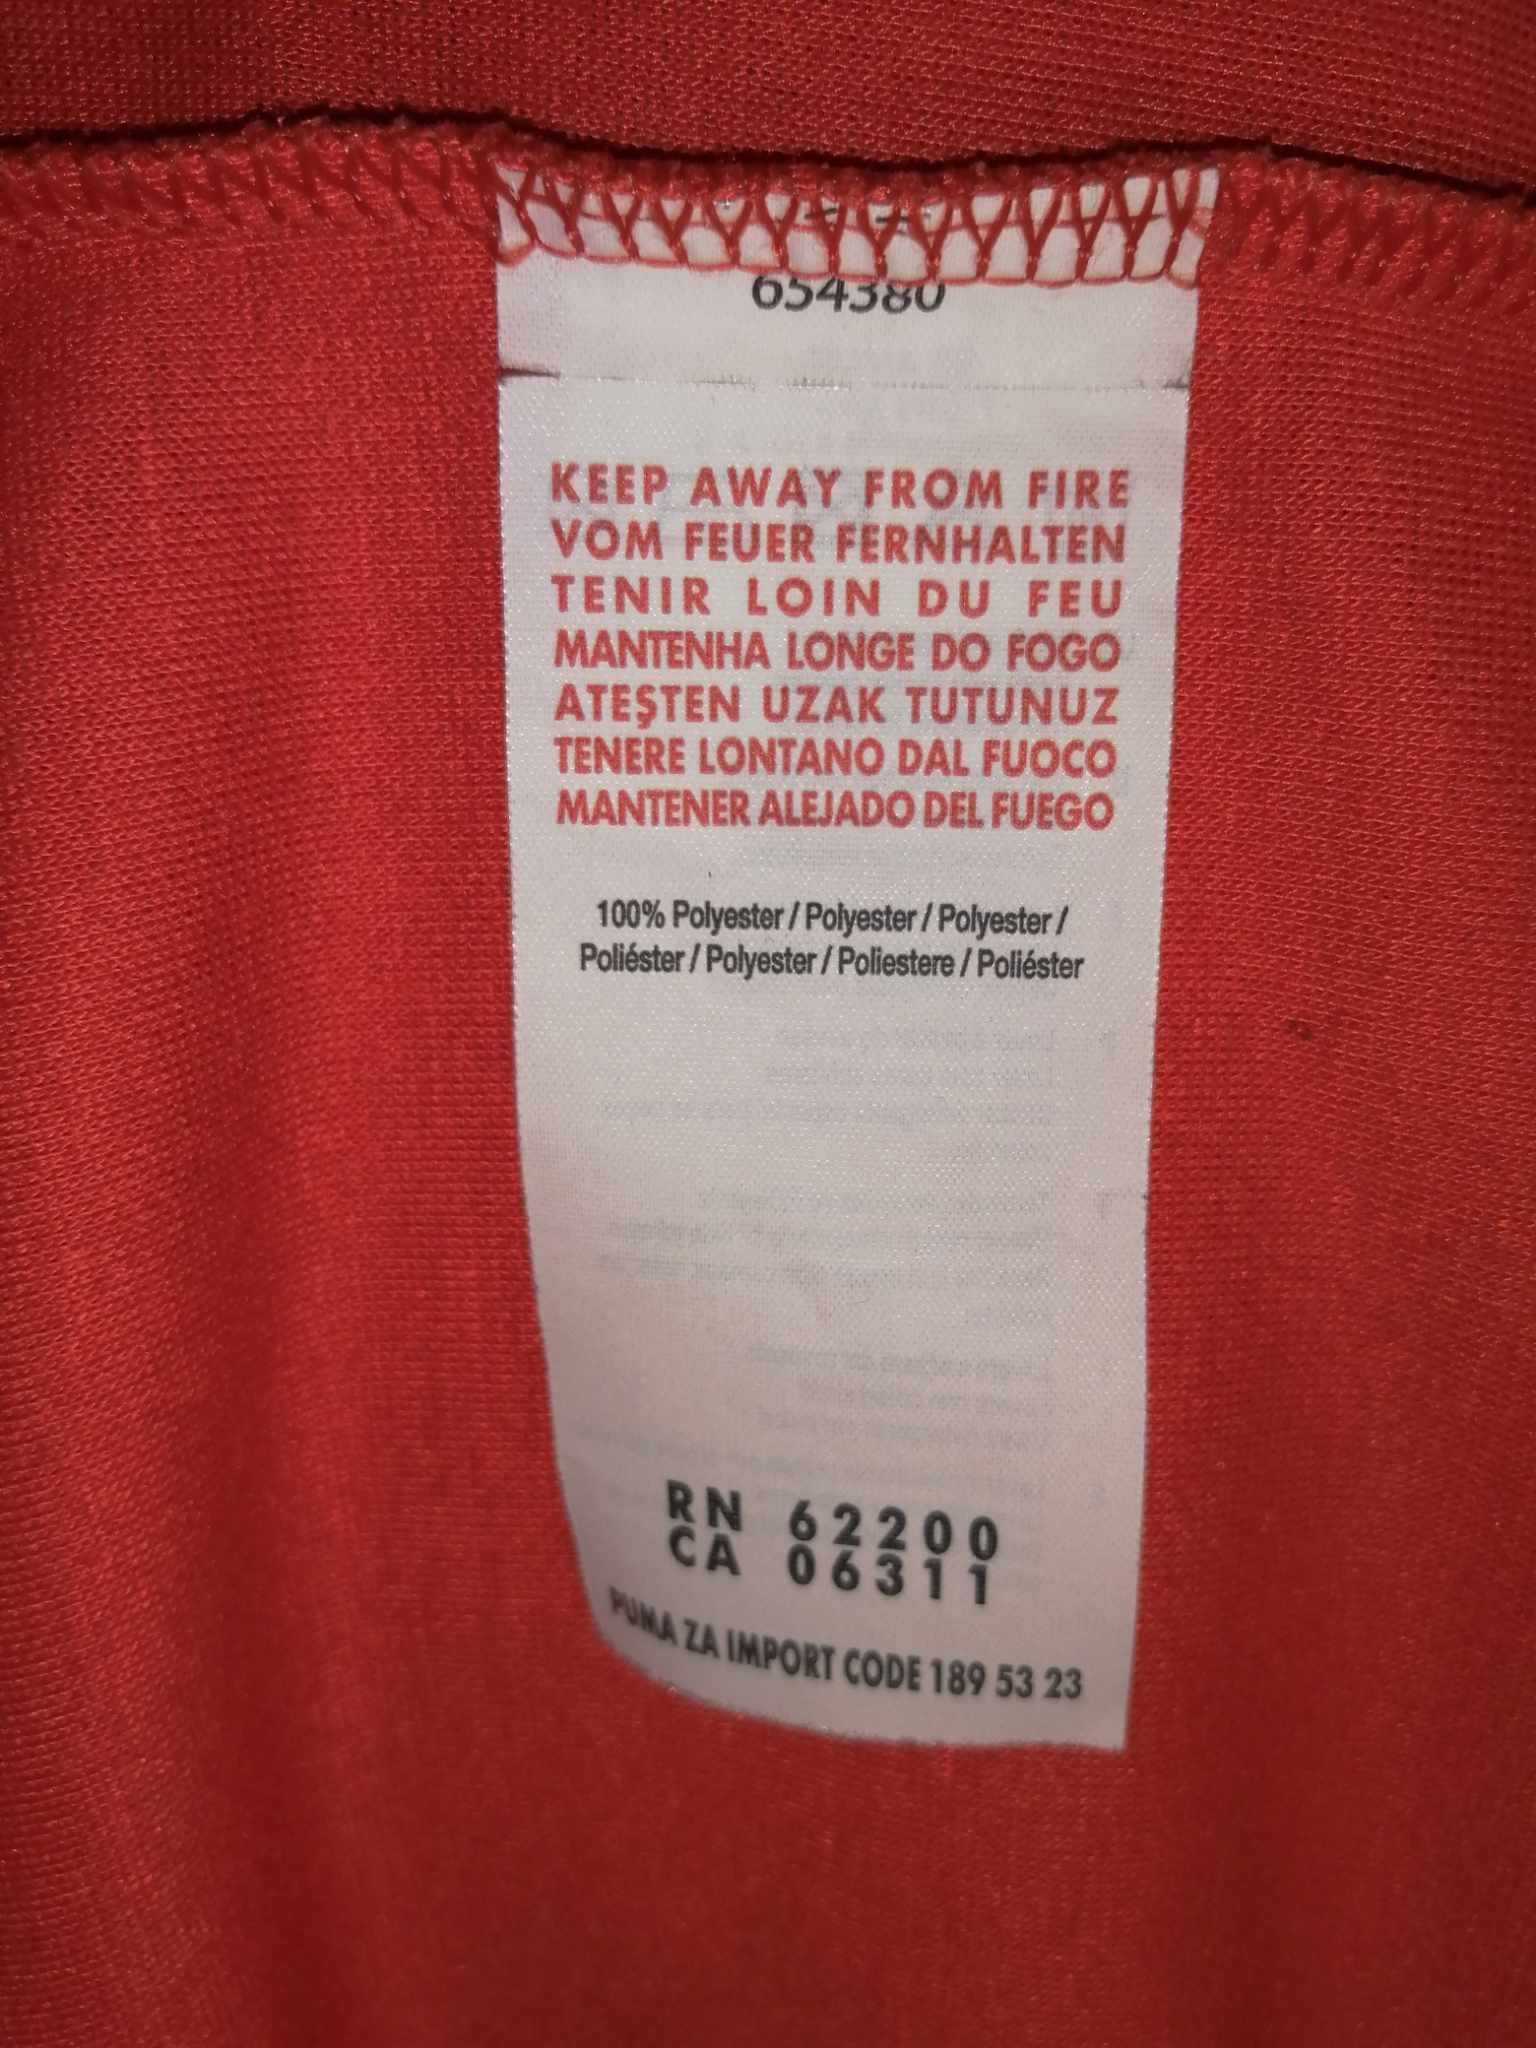 654380
KEEP AWAY FROM FIRE
VOM FEUER FERNHALTEN
TENIR LOIN DU FEU
MANTENHA LONGE DO FOGO
ATEŞTEN UZAK TUTUNUZ
TENERE LONTANO DAL FUOCO
MANTENER ALEJADO DEL FUEGO
100% Polyester / Polyester / Polyester /
Poliéster / Polyester / Poliestere / Poliéster
RN 62200
CA 06311
PUMA ZA IMPORT CODE 189 53 23